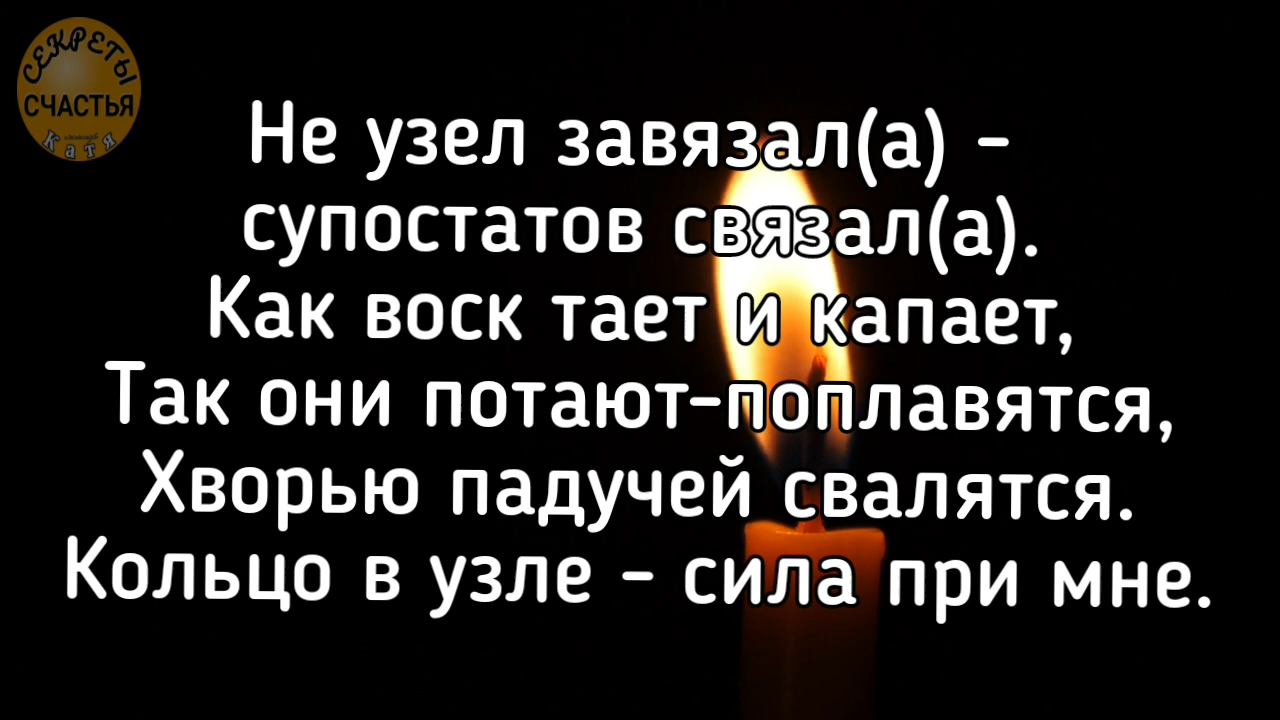 СЕКРЕТЫ
СЧАСТЬЯ
Катя
Не узел завязал(а) -
супостатов связал(а).
Как воск тает и капает,
Так они потают-поплавятся,
Хворью падучей свалятся.
Кольцо в узле - сила при мне.